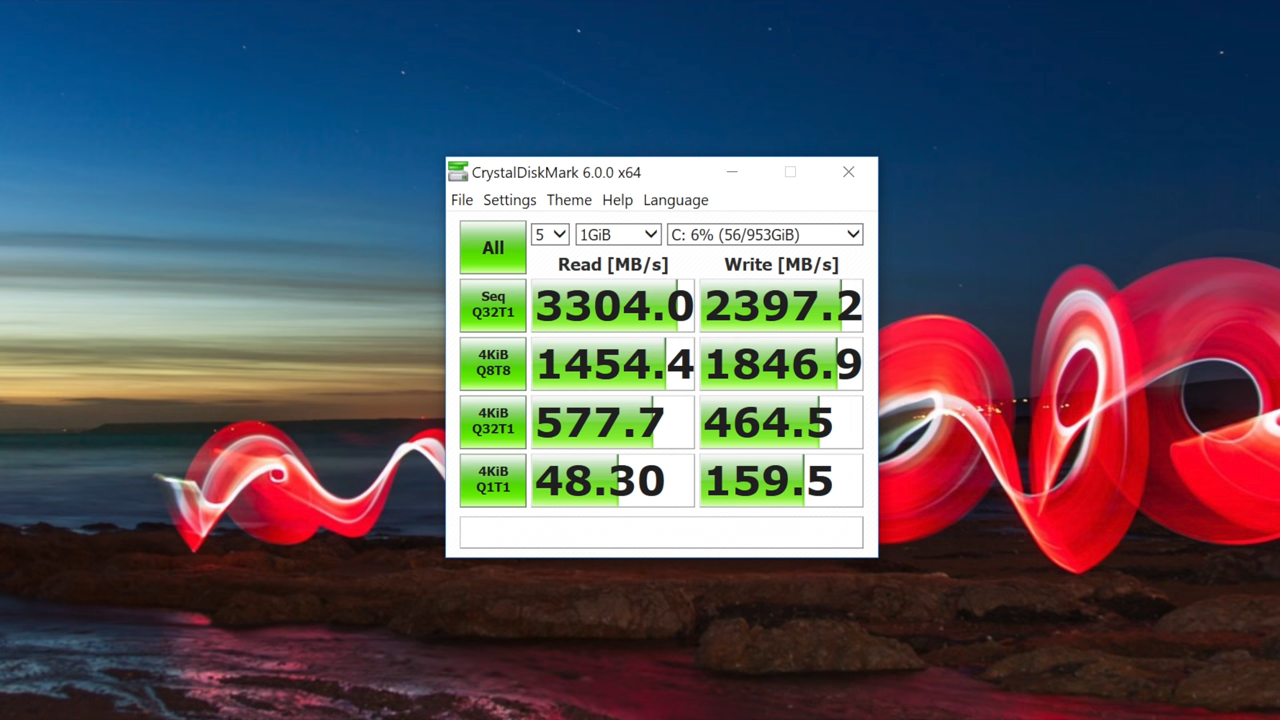 CrystalDiskMark 6.0.0 x64
File Settings Theme Help Language
All 5 1GiB C: 6% (56/953GiB)
Read [MB/s] Write [MB/s]
Seq
Q32T1 3304.0 2397.2
4KiB
Q8T8 1454.4 1846.9
4KiB
Q32T1 577.7 464.5
4KiB
Q1T1 48.30 159.5